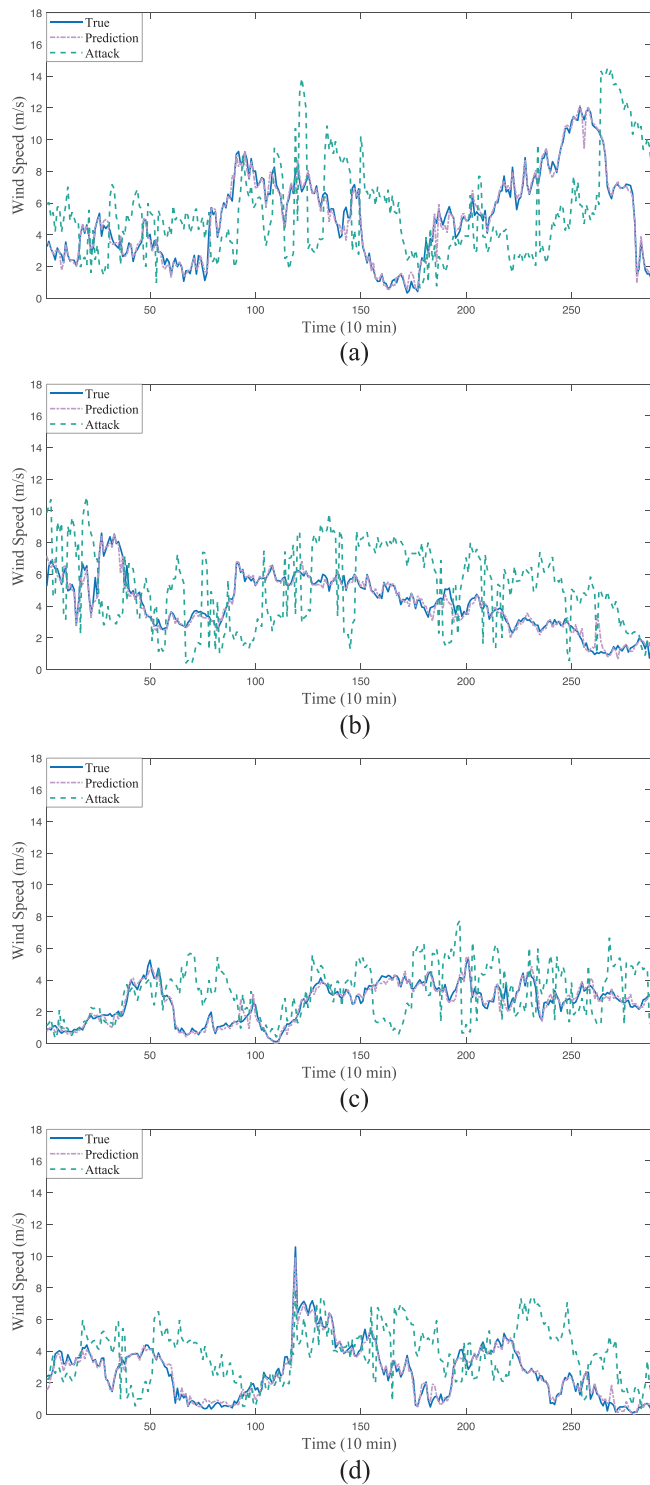 18
16
14
12
10
8
6
4
2
0
Wind Speed (m/s)
True
Prediction
Attack
50 100 150 200 250
Time (10 min)
(a)
18
16
14
12
10
8
6
4
2
0
Wind Speed (m/s)
True
Prediction
Attack
50 100 150 200 250
Time (10 min)
(b)
18
16
14
12
10
8
6
4
2
0
Wind Speed (m/s)
True
Prediction
Attack
50 100 150 200 250
Time (10 min)
(c)
18
16
14
12
10
8
6
4
2
0
Wind Speed (m/s)
True
Prediction
Attack
50 100 150 200 250
Time (10 min)
(d)